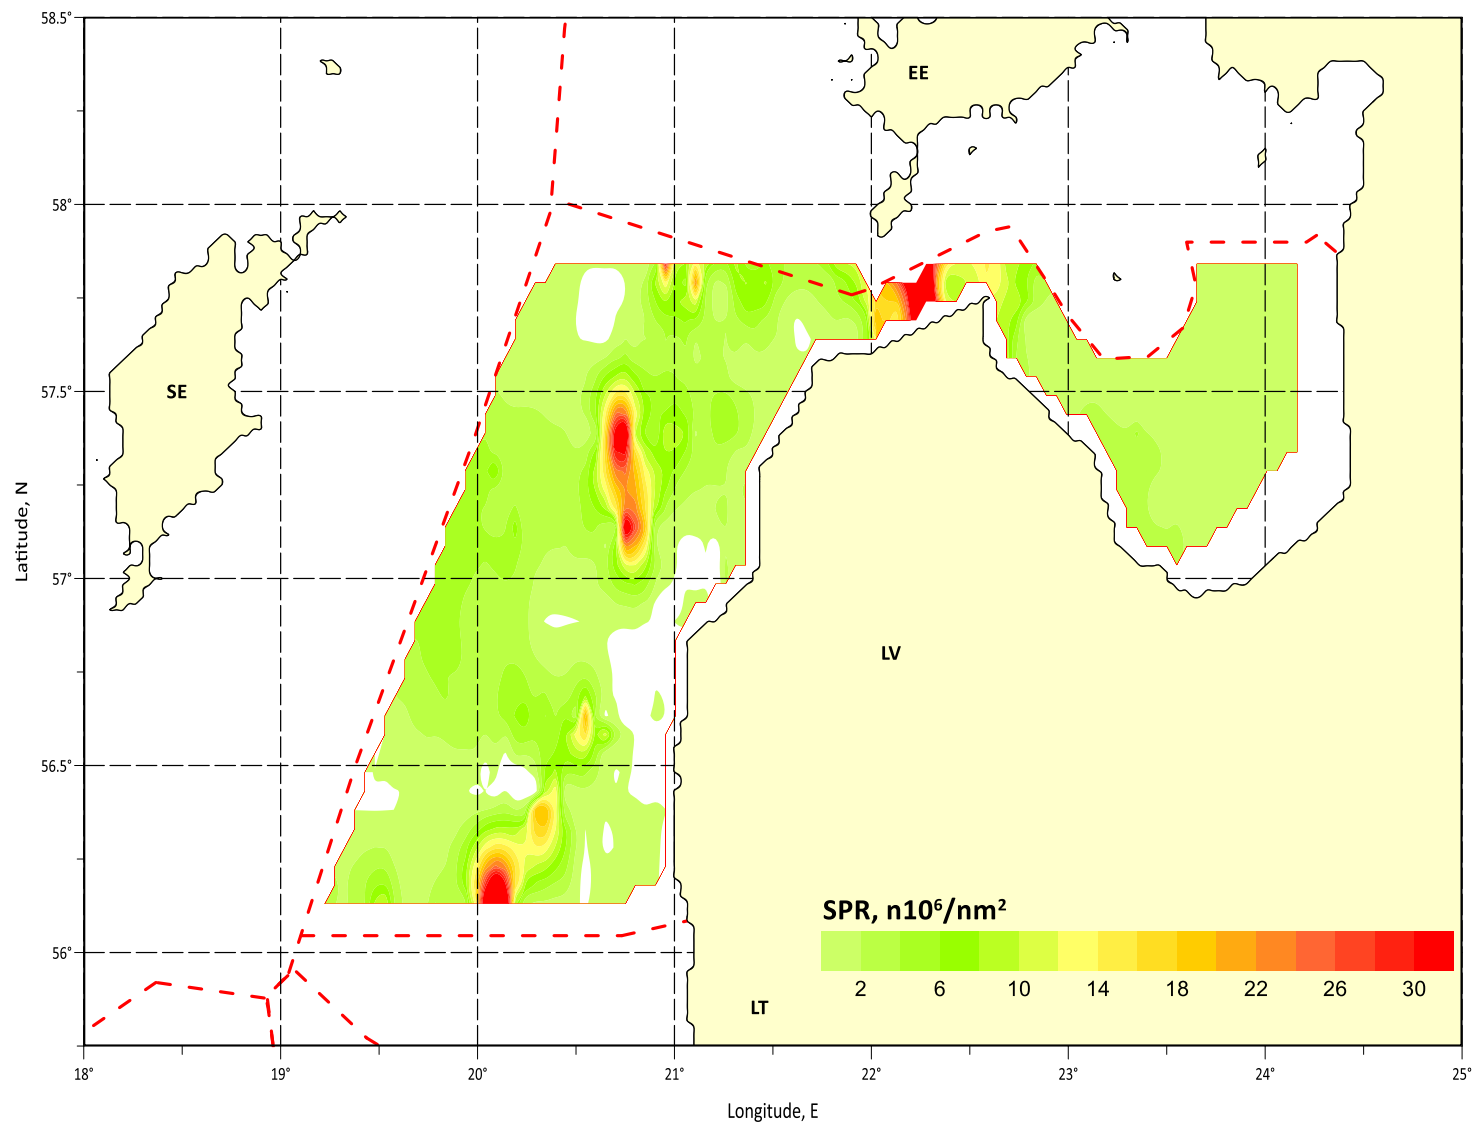 58.5°
EE
58°
SE
57.5°
Latitude, N
57°
LV
56.5°
SPR, n10⁶/nm²
56°
2 6 10 14 18 22 26 30
LT
18° 19° 20° 21° 22° 23° 24° 25°
Longitude, E